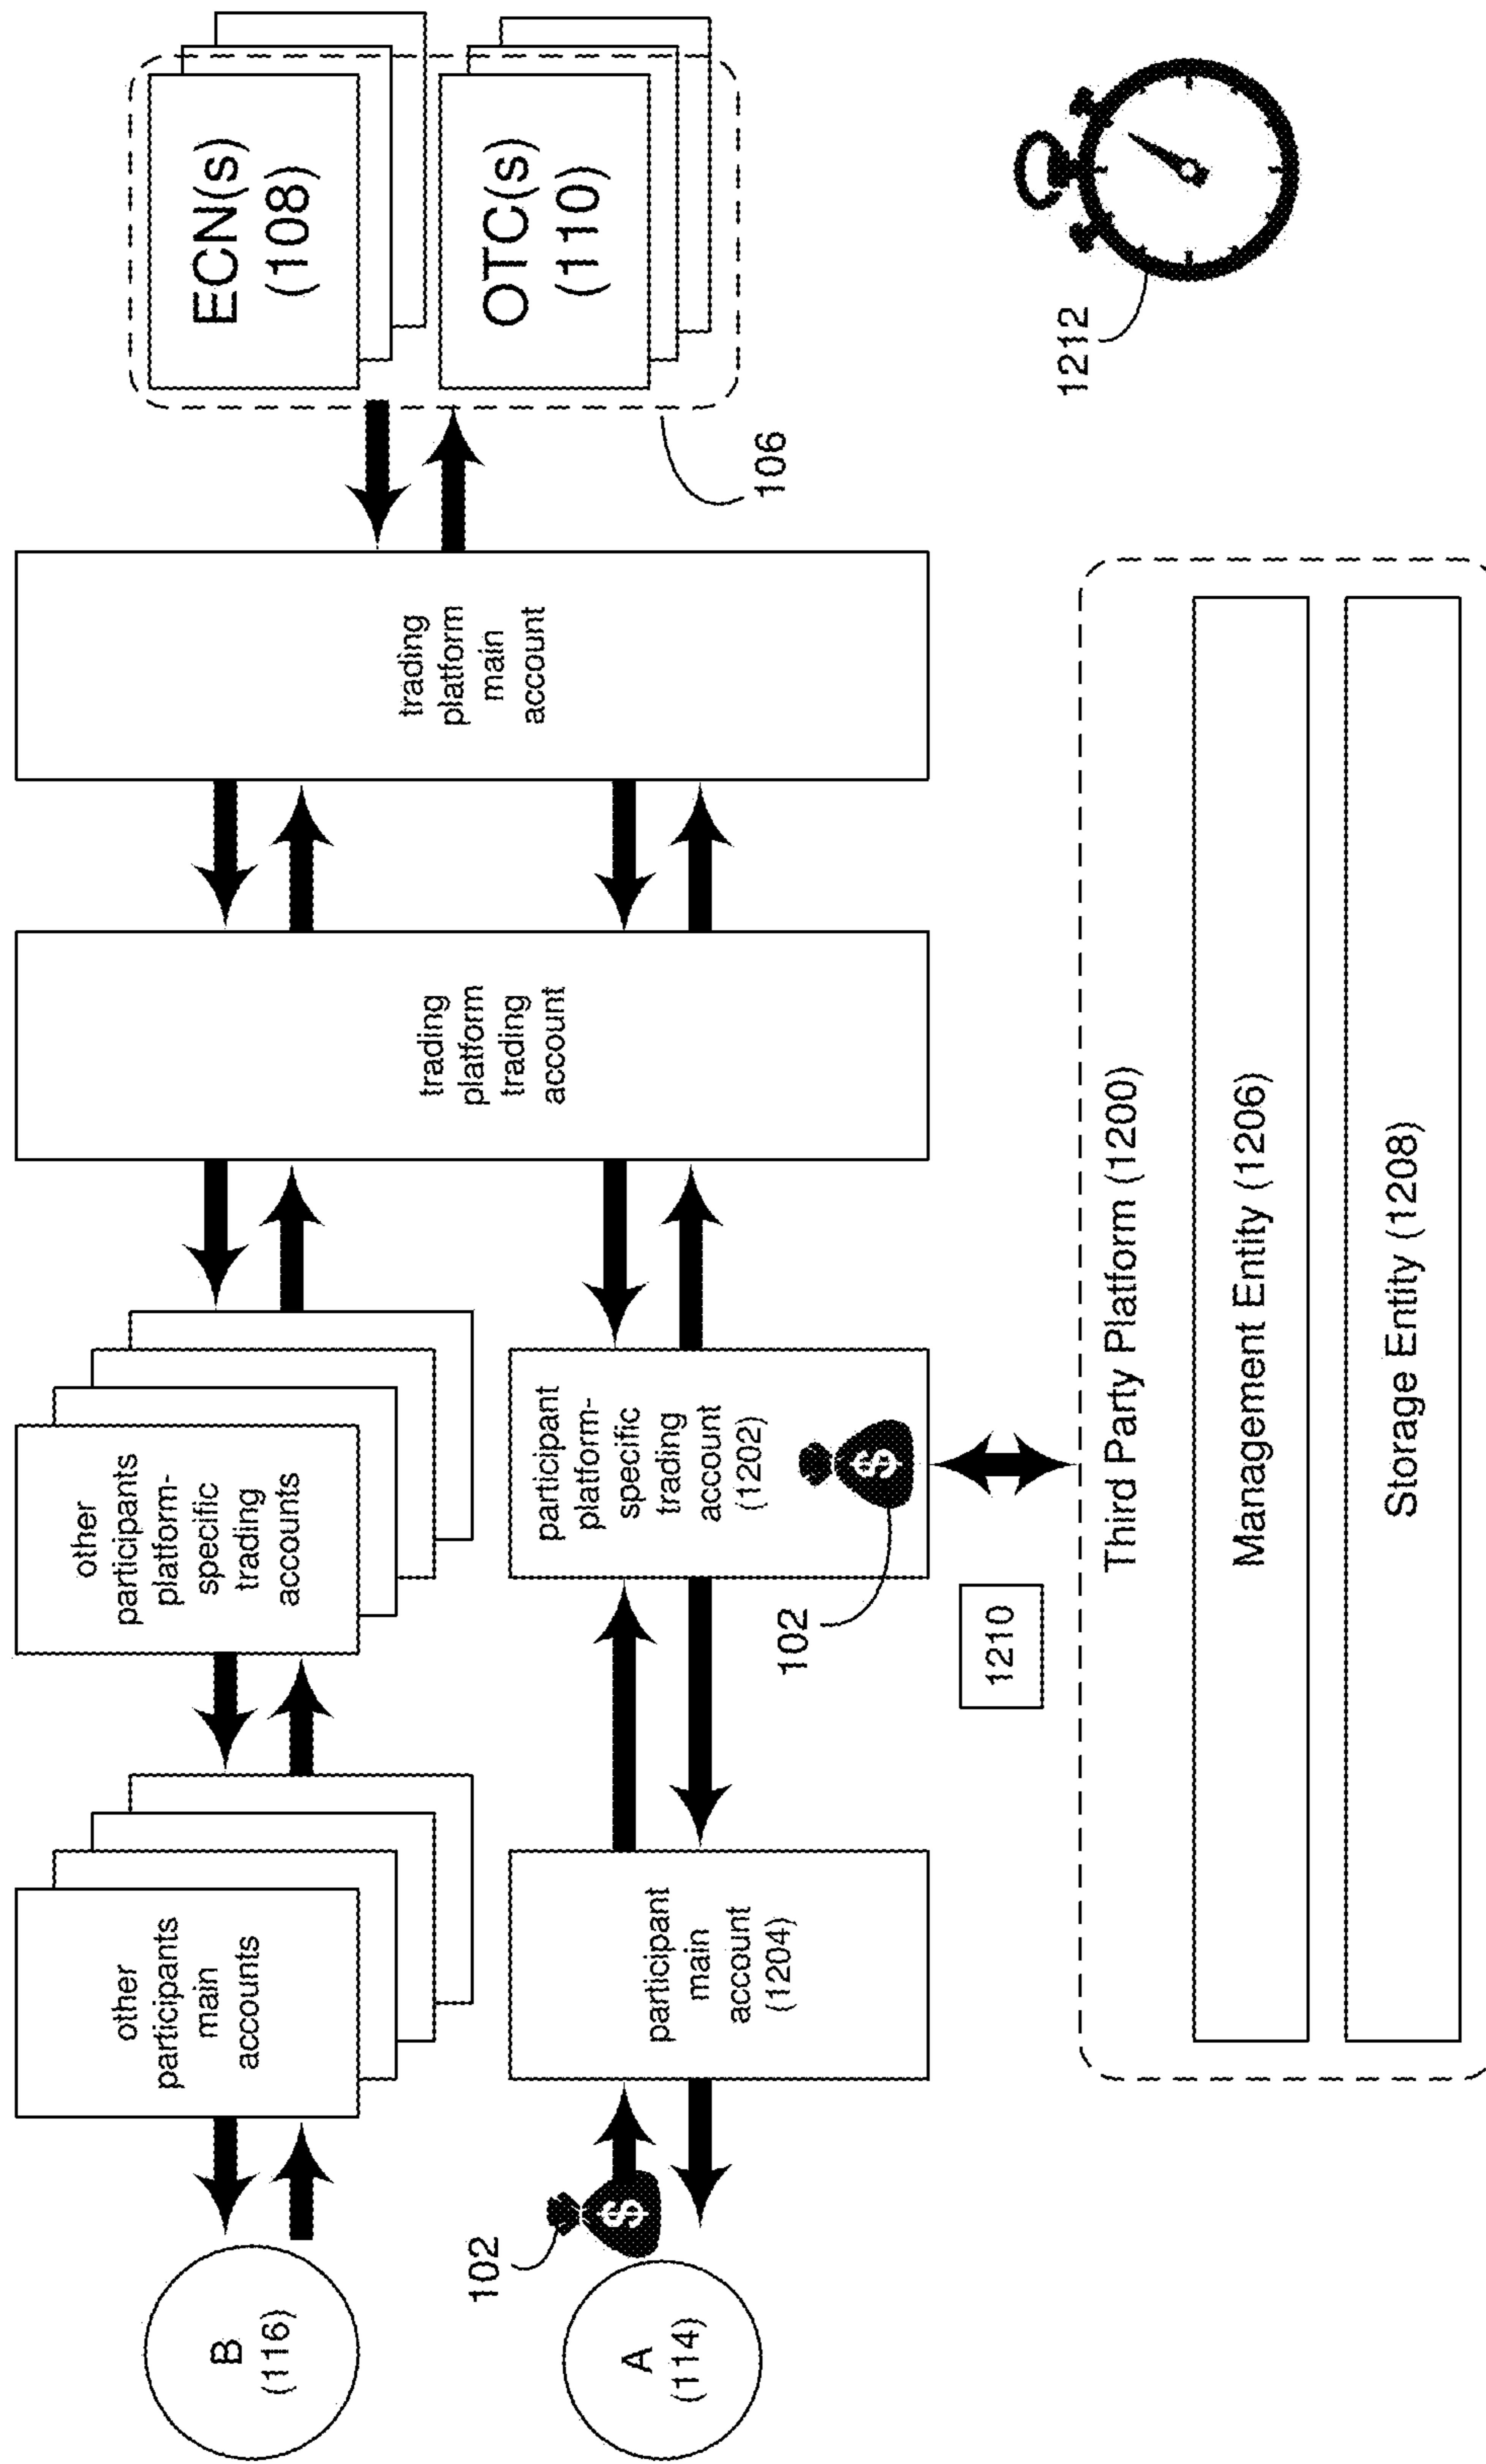 B
(116)
other
participants
main
accounts
other
participants
platform-
specific
trading
accounts
trading
platform
trading
account
trading
platform
main
account
ECN(s)
(108)
OTC(s)
(110)
106
102
$
A
(114)
participant
main
account
(1204)
participant
platform-
specific
trading
account
(1202)
$
102
1210
Third Party Platform (1200)
Management Entity (1206)
Storage Entity (1208)
1212